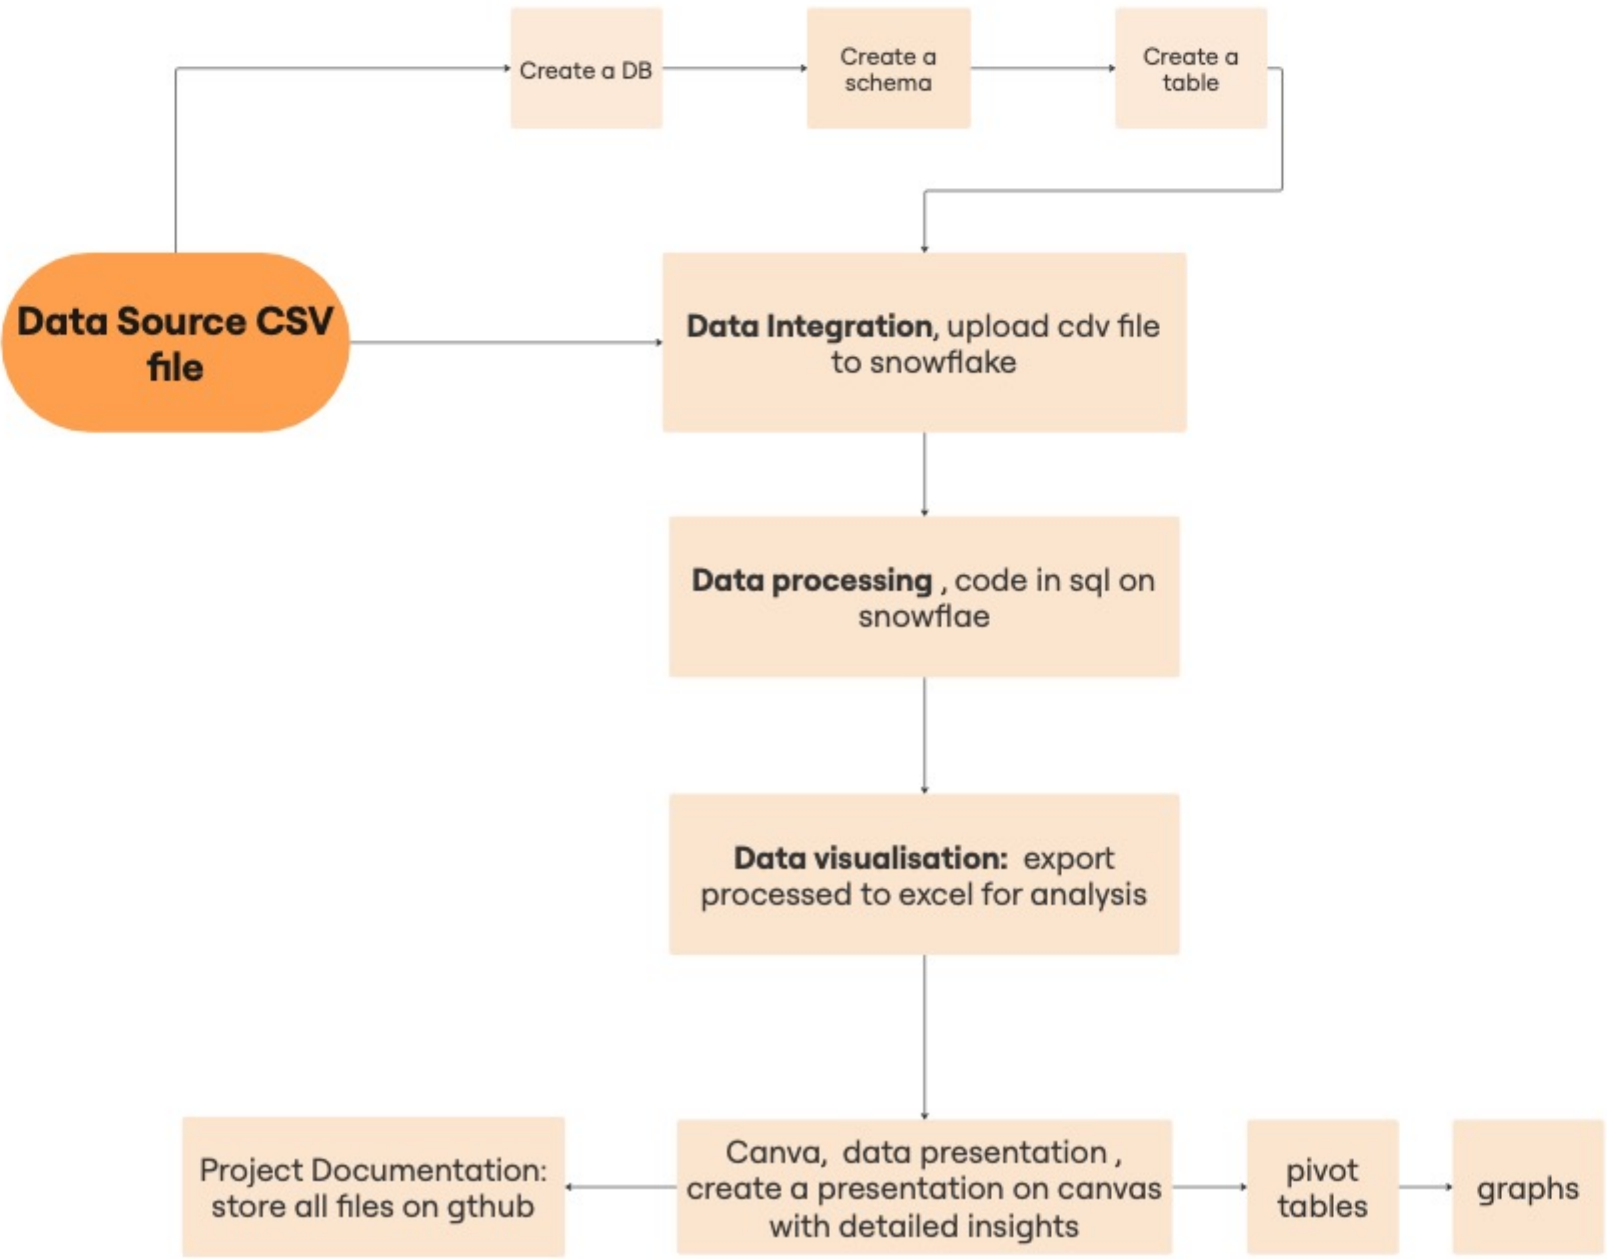 Create a DB
Create a
schema
Create a
table
Data Source CSV
file
Data Integration, upload cdv file
to snowflake
Data processing , code in sql on
snowflae
Data visualisation:  export
processed to excel for analysis
Project Documentation:
store all files on gthub
Canva,  data presentation ,
create a presentation on canvas
with detailed insights
pivot
tables
graphs